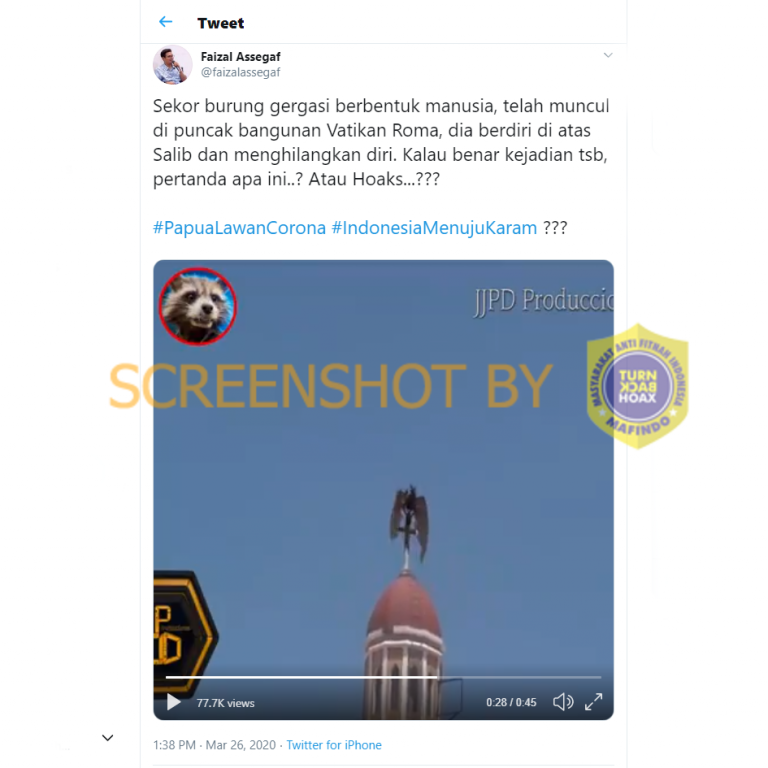 Tweet
Faizal Assegaf
@faizalassegaf
Sekor burung gergasi berbentuk manusia, telah muncul
di puncak bangunan Vatikan Roma, dia berdiri di atas
Salib dan menghilangkan diri. Kalau benar kejadian tsb,
pertanda apa ini..? Atau Hoaks...???
#PapuaLawanCorona #IndonesiaMenujuKaram ???
JJPD Produccio
SCREENSHOT BY
MASYARAKAT ANTI FITNAH INDONESIA
TURN
BACK
HOAX
MAFINDO
P
D
77.7K views
0:28 / 0:45
1:38 PM · Mar 26, 2020 · Twitter for iPhone